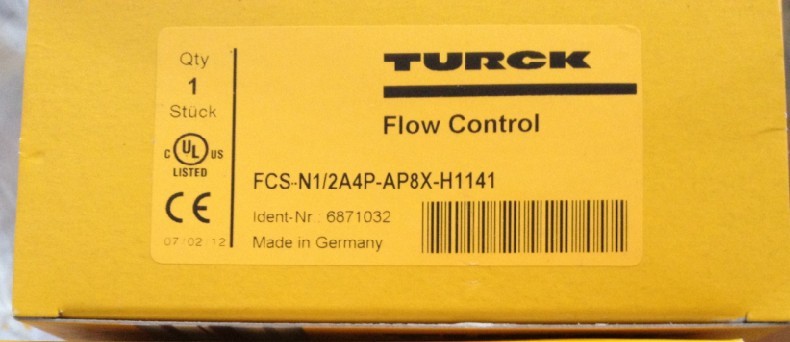 Qty
1
Stück
C UL US
LISTED
CE
07/02/12
TURCK
Flow Control
FCS-N1/2A4P-AP8X-H1141
Ident-Nr.: 6871032
Made in Germany